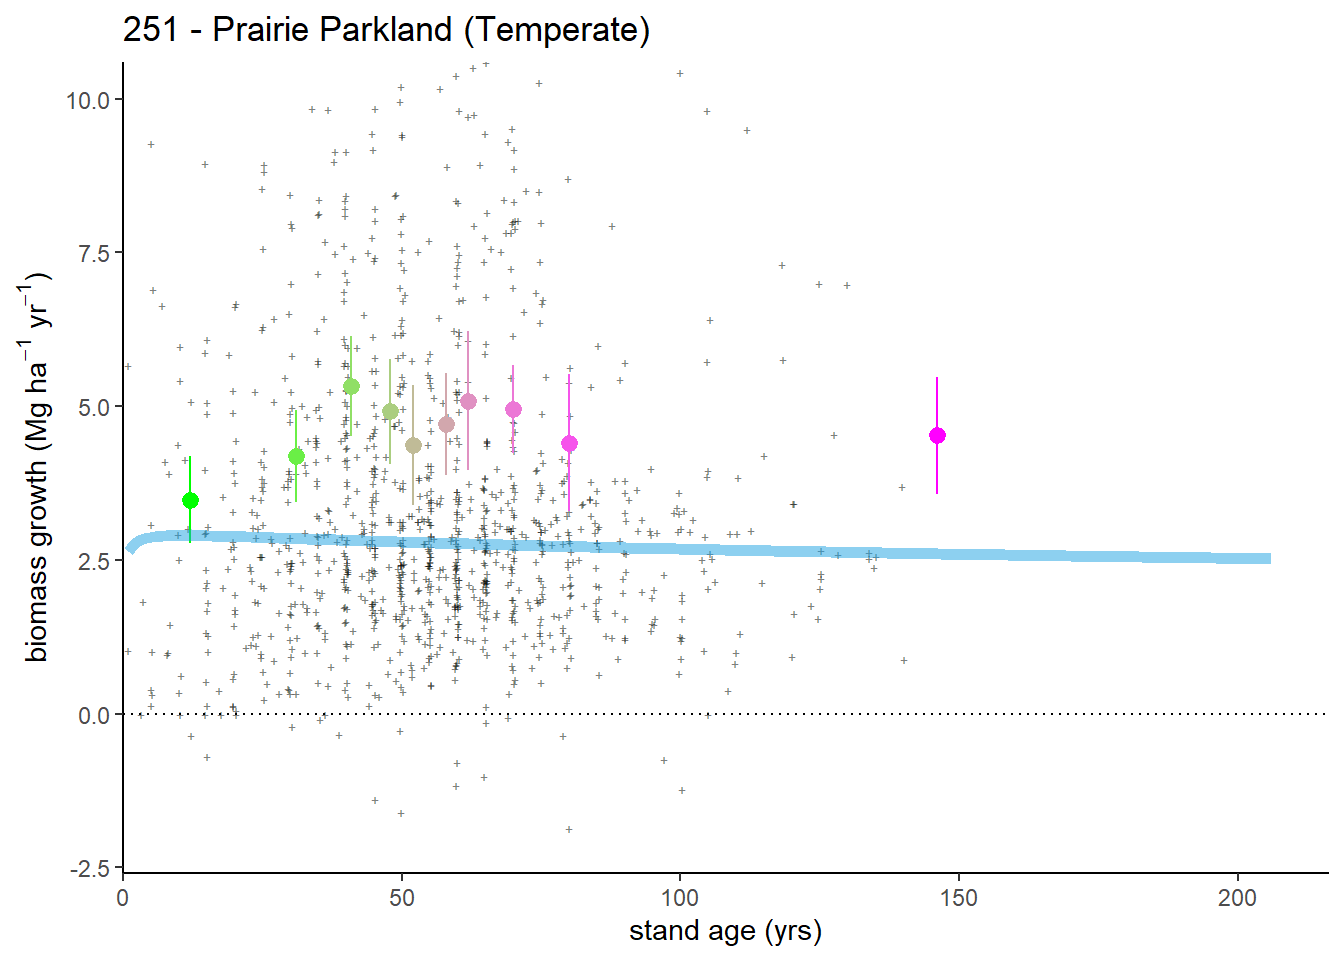 251 - Prairie Parkland (Temperate)
biomass growth (Mg ha⁻¹ yr⁻¹)
10.0
7.5
5.0
2.5
0.0
-2.5
0 50 100 150 200
stand age (yrs)